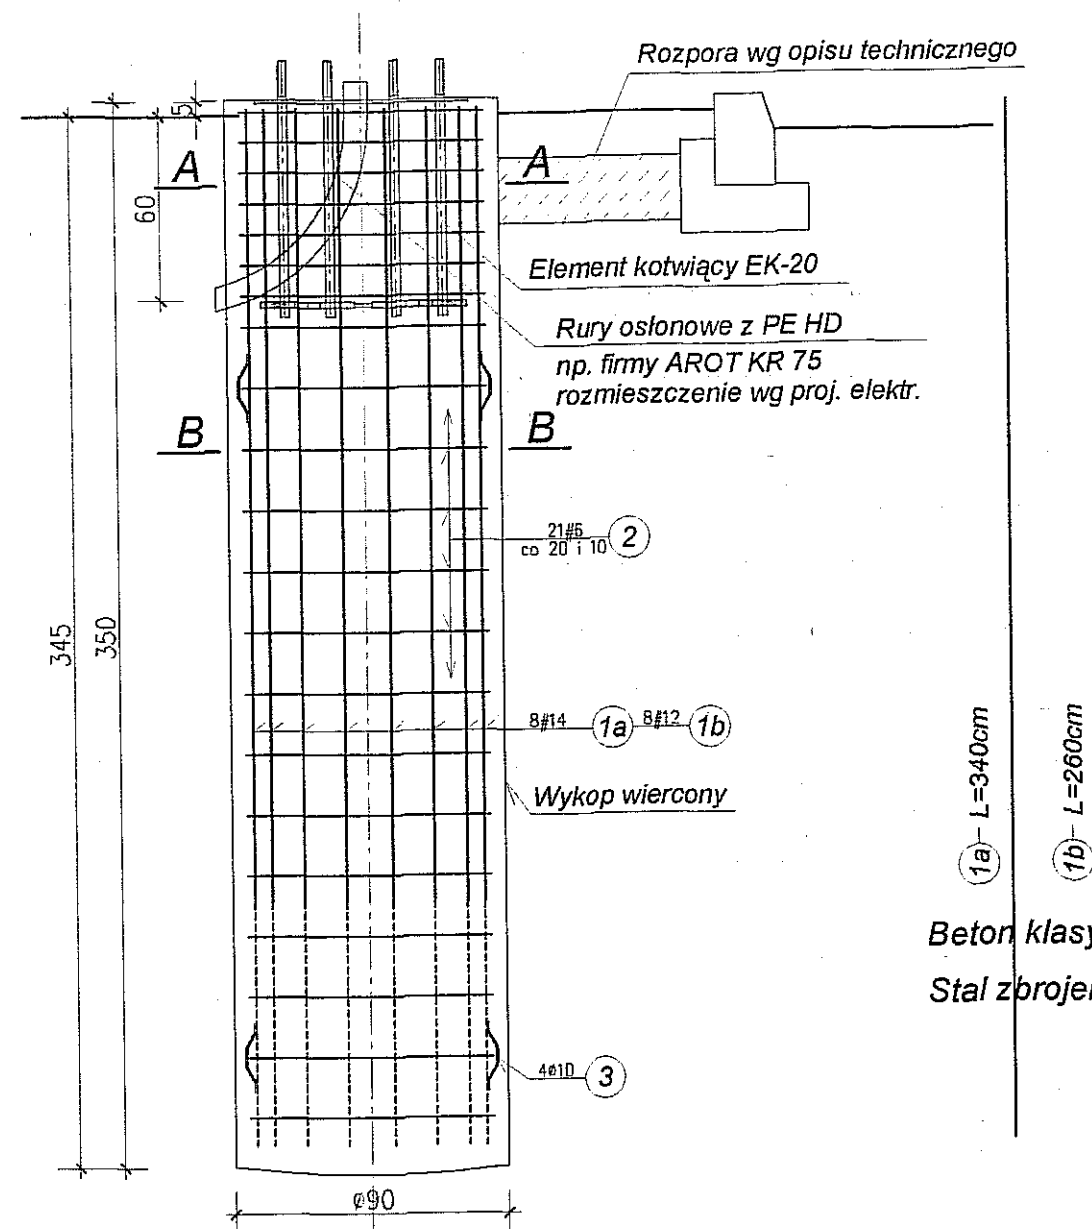 Rozpora wg opisu technicznego
5
A
A
60
Element kotwiący EK-20
Rury osłonowe z PE HD
np. firmy AROT KR 75
rozmieszczenie wg proj. elektr.
B
B
21#6
co 20 i 10
2
345
350
8#14
1a
8#12
1b
Wykop wiercony
1a L=340cm
1b L=260cm
Beton klasy
Stal zbrojen
4ø10
3
ø90